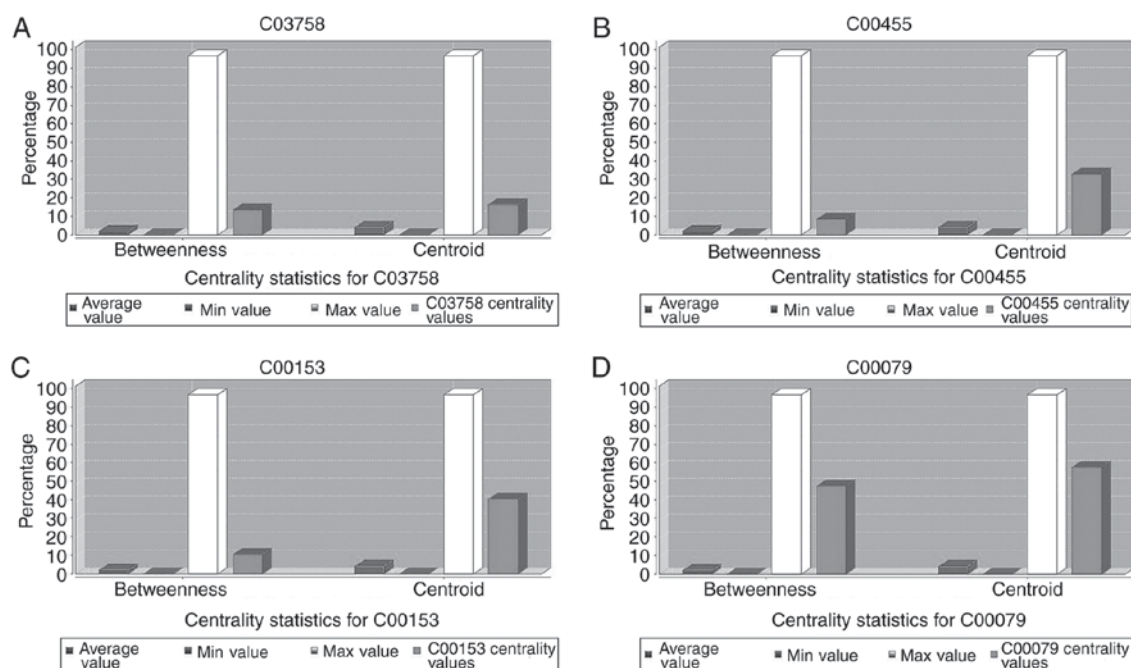 A
C03758
Percentage
100
90
80
70
60
50
40
30
20
10
0
Betweenness Centroid
Centrality statistics for C03758
Average value Min value Max value C03758 centrality values
B
C00455
Percentage
100
90
80
70
60
50
40
30
20
10
0
Betweenness Centroid
Centrality statistics for C00455
Average value Min value Max value C00455 centrality values
C
C00153
Percentage
100
90
80
70
60
50
40
30
20
10
0
Betweenness Centroid
Centrality statistics for C00153
Average value Min value Max value C00153 centrality values
D
C00079
Percentage
100
90
80
70
60
50
40
30
20
10
0
Betweenness Centroid
Centrality statistics for C00079
Average value Min value Max value C00079 centrality values